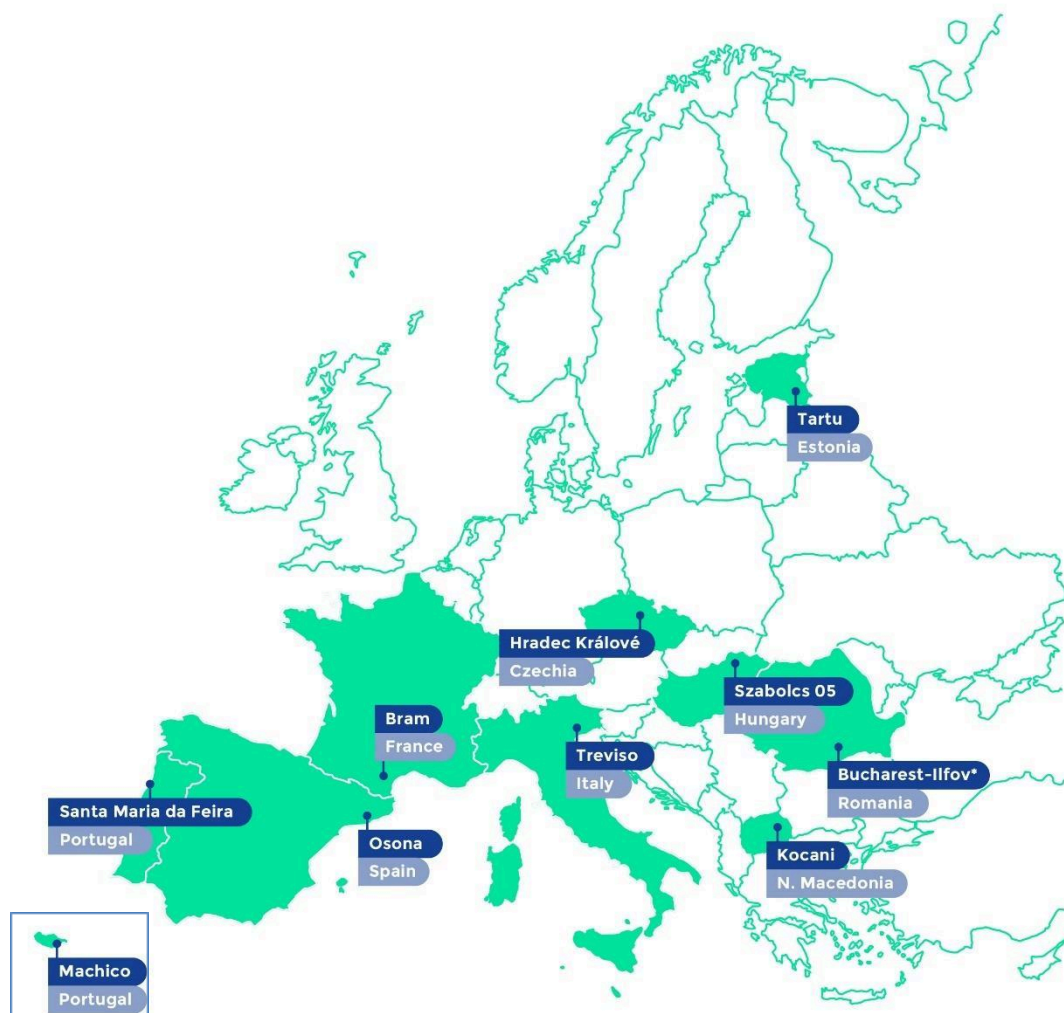 Tartu
Estonia
Hradec Králové
Czechia
Szabolcs 05
Hungary
Bram
France
Treviso
Italy
Bucharest-Ilfov*
Romania
Santa Maria da Feira
Portugal
Osona
Spain
Kocani
N. Macedonia
Machico
Portugal